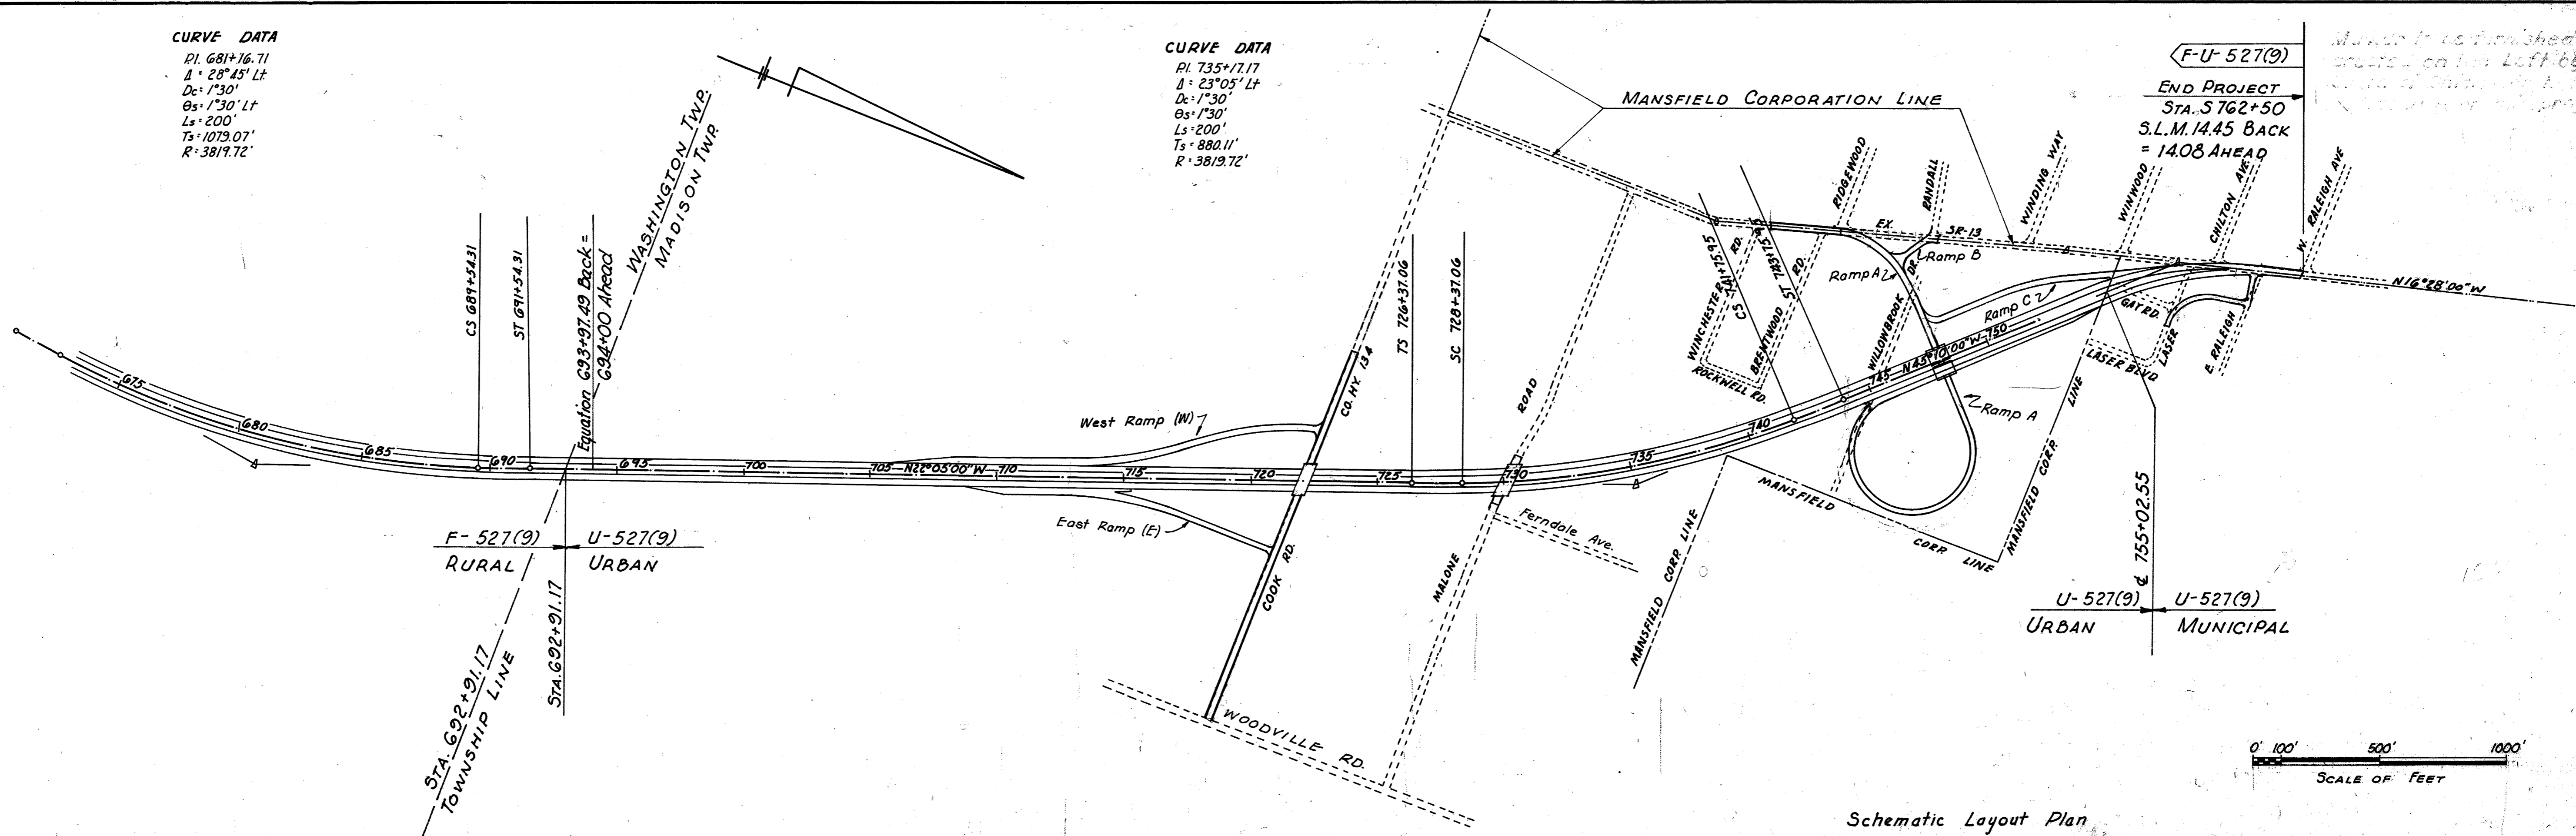 CURVE DATA
P.I. 681+76.71
Δ = 28°45' Lt
Dc = 1°30'
θs = 1°30' Lt
Ls = 200'
Ts = 1079.07'
R = 3819.72'
CURVE DATA
P.I. 735+17.17
Δ = 23°05' Lt
Dc = 1°30'
θs = 1°30'
Ls = 200'
Ts = 880.11'
R = 3819.72'
F-U-527(9)
END PROJECT
STA. S 762+50
S.L.M. 14.45 BACK
= 14.08 AHEAD
MANSFIELD CORPORATION LINE
WASHINGTON TWP.
MADISON TWP.
CS 689+54.31
ST 691+54.31
Equation 693+97.49 Back =
694+00 Ahead
TS 726+37.06
SC 728+37.06
CS 741+75.95
ST 743+75.95
WINCHESTER RD.
BRENTWOOD RD.
ROCKWELL RD.
RIDGEWOOD
RANDALL
WILLOWBROOK DR.
WINDING WAY
WINWOOD
CHILTON AVE.
W. RALEIGH AVE
EX. SR-13
Ramp A
Ramp B
Ramp C
GAY RD.
LASER
LASER BLVD
E. RALEIGH
N16°28'00"W
N45°10'00"W
N22°05'00"W
675
680
685
690
695
700
705
710
715
720
725
730
735
740
745
750
West Ramp (W)
East Ramp (E)
CO. HY. 134
COOK RD.
MALONE ROAD
Ferndale Ave.
WOODVILLE RD.
MANSFIELD CORP. LINE
MANSFIELD CORP. LINE
MANSFIELD CORP. LINE
Ramp A
F-527(9)
RURAL
U-527(9)
URBAN
STA. 692+91.17
STA. 692+91.17
TOWNSHIP LINE
℄ 755+02.55
U-527(9)
URBAN
U-527(9)
MUNICIPAL
0' 100' 500' 1000'
SCALE OF FEET
Schematic Layout Plan